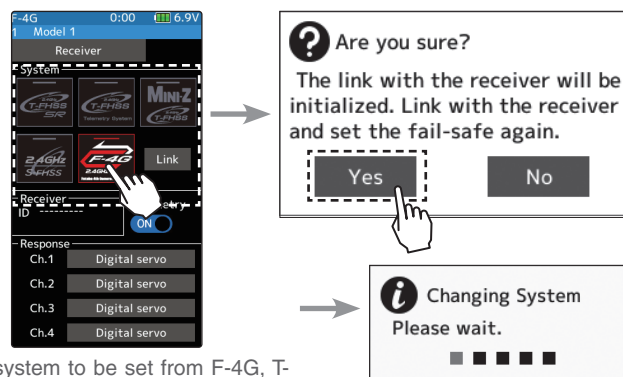 F-4G 0:00 6.9V
1 Model 1
Receiver
System
T-FHSS SR
T-FHSS Telemetry System
MINI-Z T-FHSS
2.4GHz S-FHSS
F-4G 2.4GHz
Link
Receiver
ID ---------
etry
ON
Response
Ch.1 Digital servo
Ch.2 Digital servo
Ch.3 Digital servo
Ch.4 Digital servo
system to be set from F-4G, T-
? Are you sure?
The link with the receiver will be
initialized. Link with the receiver
and set the fail-safe again.
Yes No
i Changing System
Please wait.